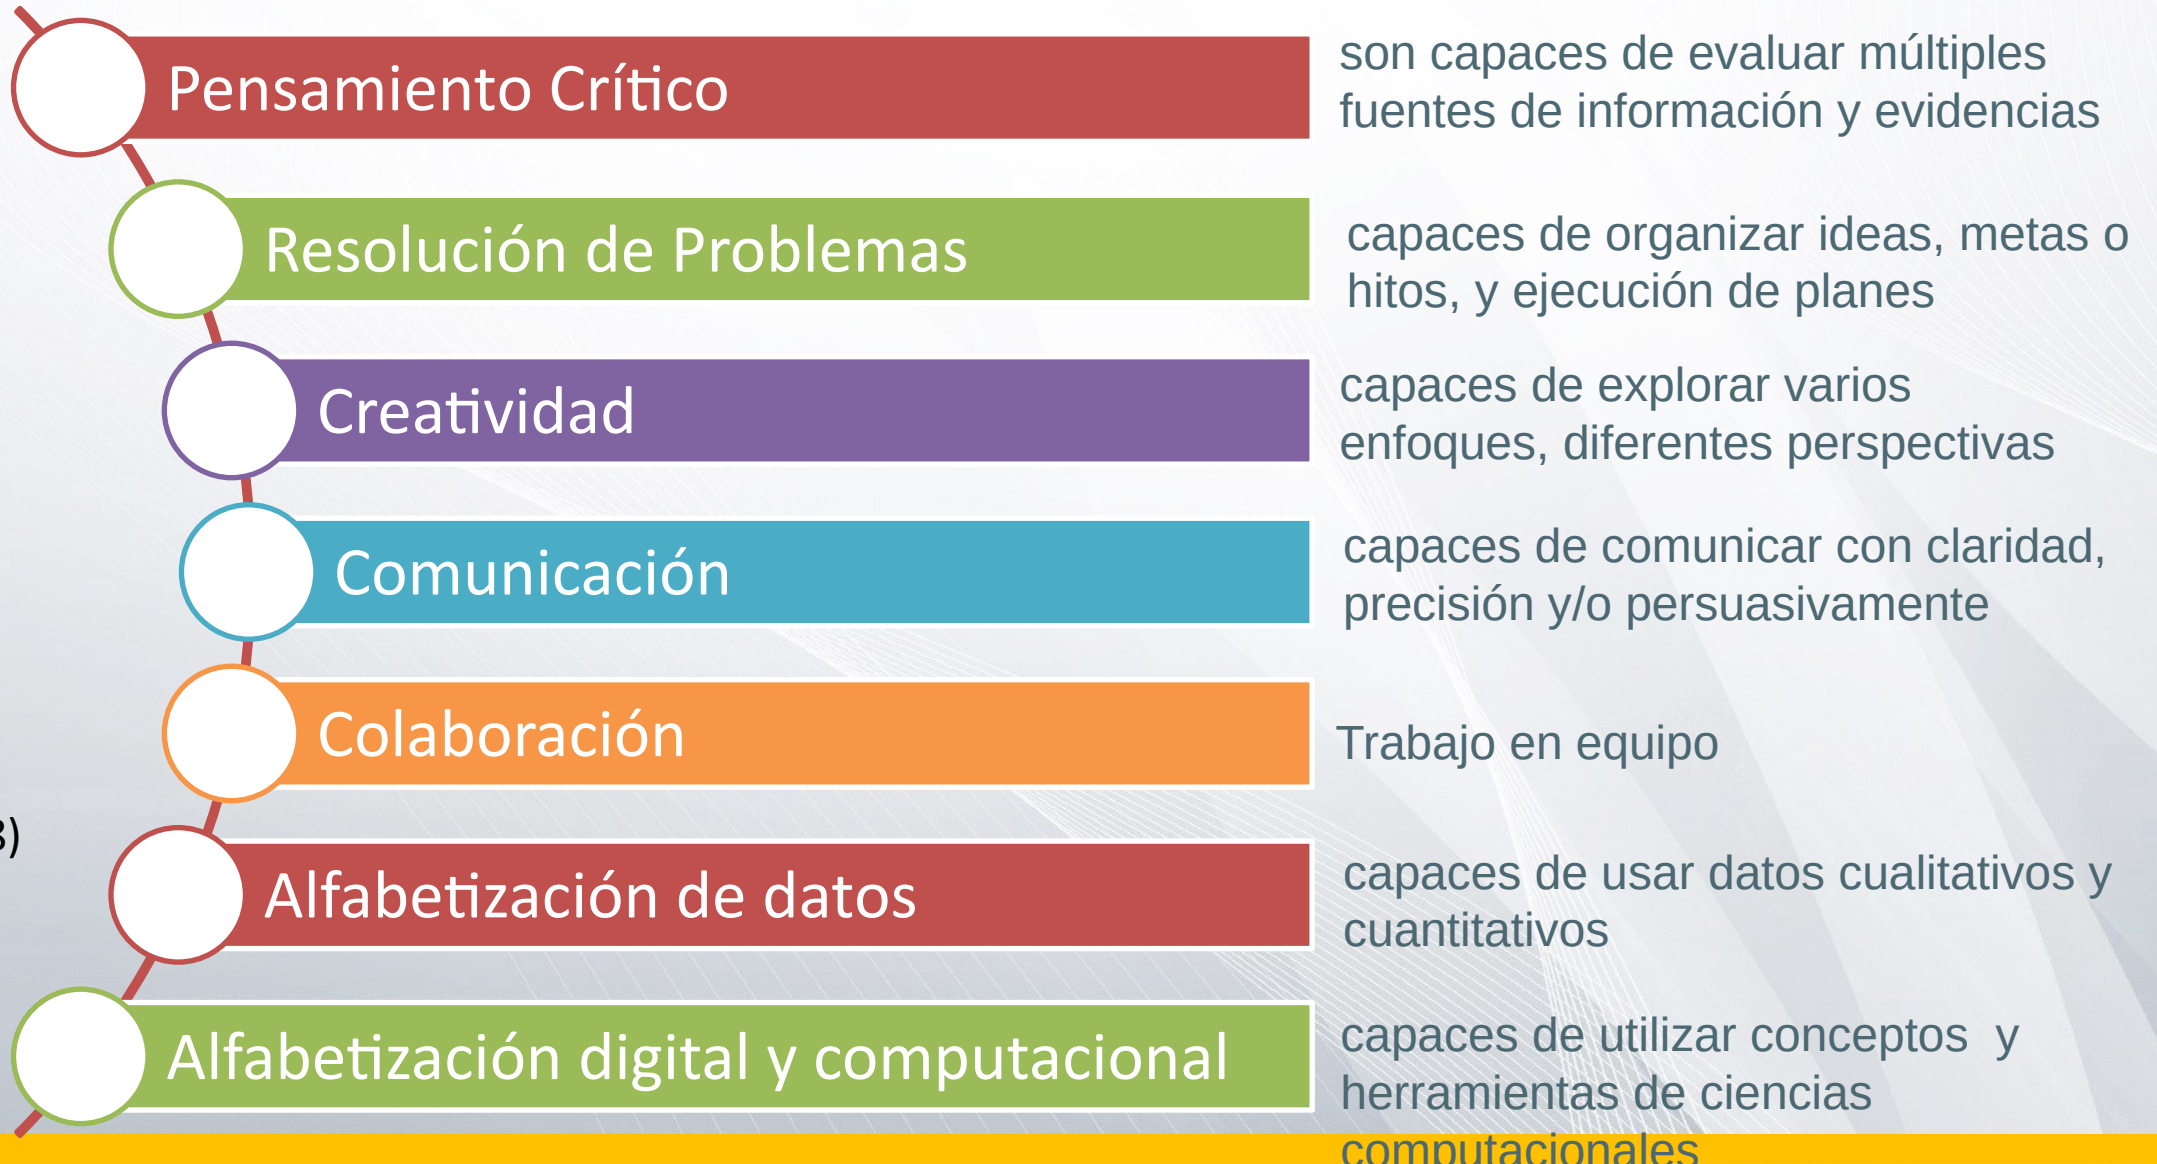 Pensamiento Crítico
son capaces de evaluar múltiples
fuentes de información y evidencias
Resolución de Problemas
capaces de organizar ideas, metas o
hitos, y ejecución de planes
Creatividad
capaces de explorar varios
enfoques, diferentes perspectivas
Comunicación
capaces de comunicar con claridad,
precisión y/o persuasivamente
Colaboración
Trabajo en equipo
3)
Alfabetización de datos
capaces de usar datos cualitativos y
cuantitativos
Alfabetización digital y computacional
capaces de utilizar conceptos y
herramientas de ciencias
computacionales